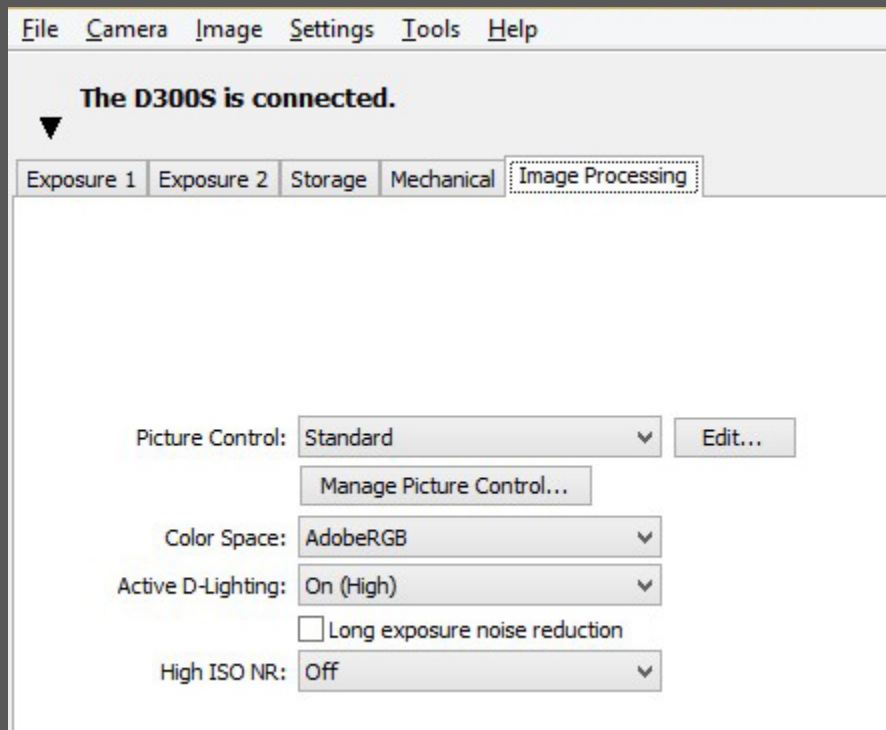 File Camera Image Settings Tools Help
The D300S is connected.
Exposure 1 Exposure 2 Storage Mechanical Image Processing
Picture Control: Standard Edit...
Manage Picture Control...
Color Space: AdobeRGB
Active D-Lighting: On (High)
Long exposure noise reduction
High ISO NR: Off